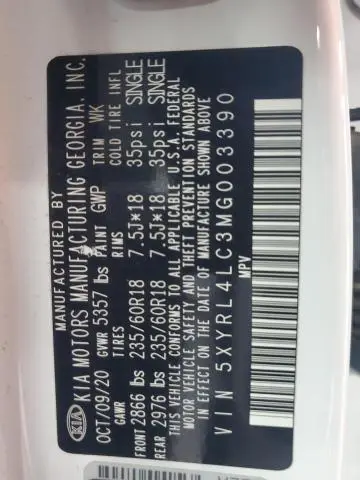 MANUFACTURED BY
KIA KIA MOTORS MANUFACTURING GEORGIA. INC.
OCT/09/20 GVWR 5357 lbs PAINT GWP TRIM WK
GAWR TIRES RIMS COLD TIRE INFL
FRONT 2866 lbs 235/60R18 7.5J*18 35psi SINGLE
REAR 2976 lbs 235/60R18 7.5J*18 35psi SINGLE
THIS VEHICLE CONFORMS TO ALL APPLICABLE U.S.A. FEDERAL
MOTOR VEHICLE SAFETY, BUMPER, AND THEFT PREVENTION STANDARDS
IN EFFECT ON THE DATE OF MANUFACTURE SHOWN ABOVE
VIN 5XYRL4LC3MG003390
MPV